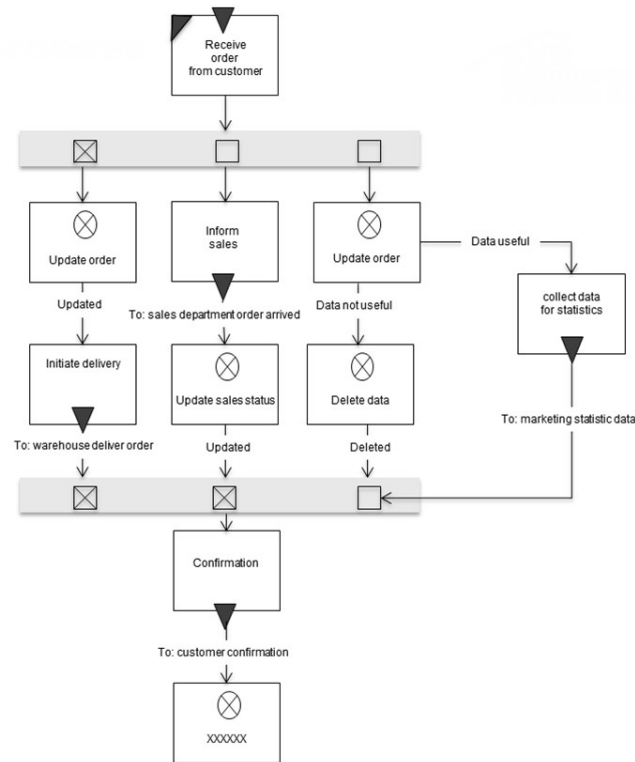 Receive
order
from customer
Update order
Inform
sales
Update order
Data useful
collect data
for statistics
Updated
To: sales department order arrived
Data not useful
Initiate delivery
Update sales status
Delete data
To: marketing statistic data
To: warehouse deliver order
Updated
Deleted
Confirmation
To: customer confirmation
XXXXXX